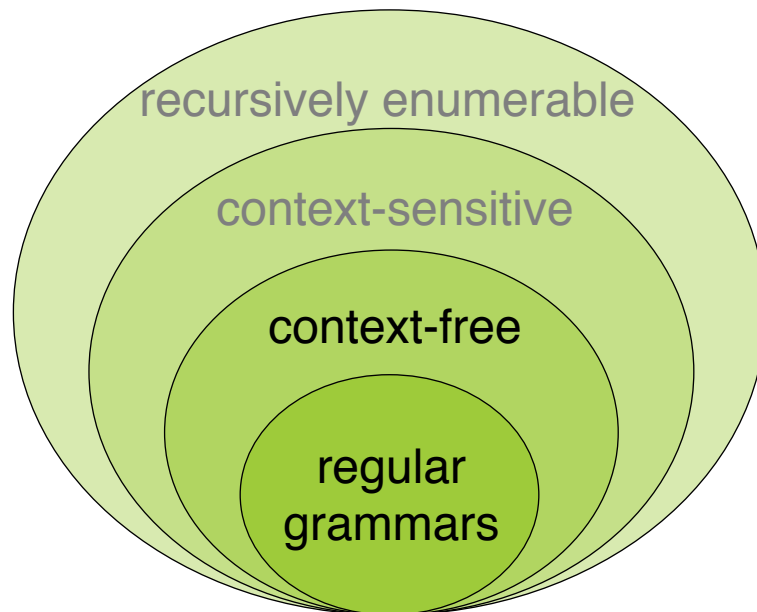 recursively enumerable
context-sensitive
context-free
regular
grammars